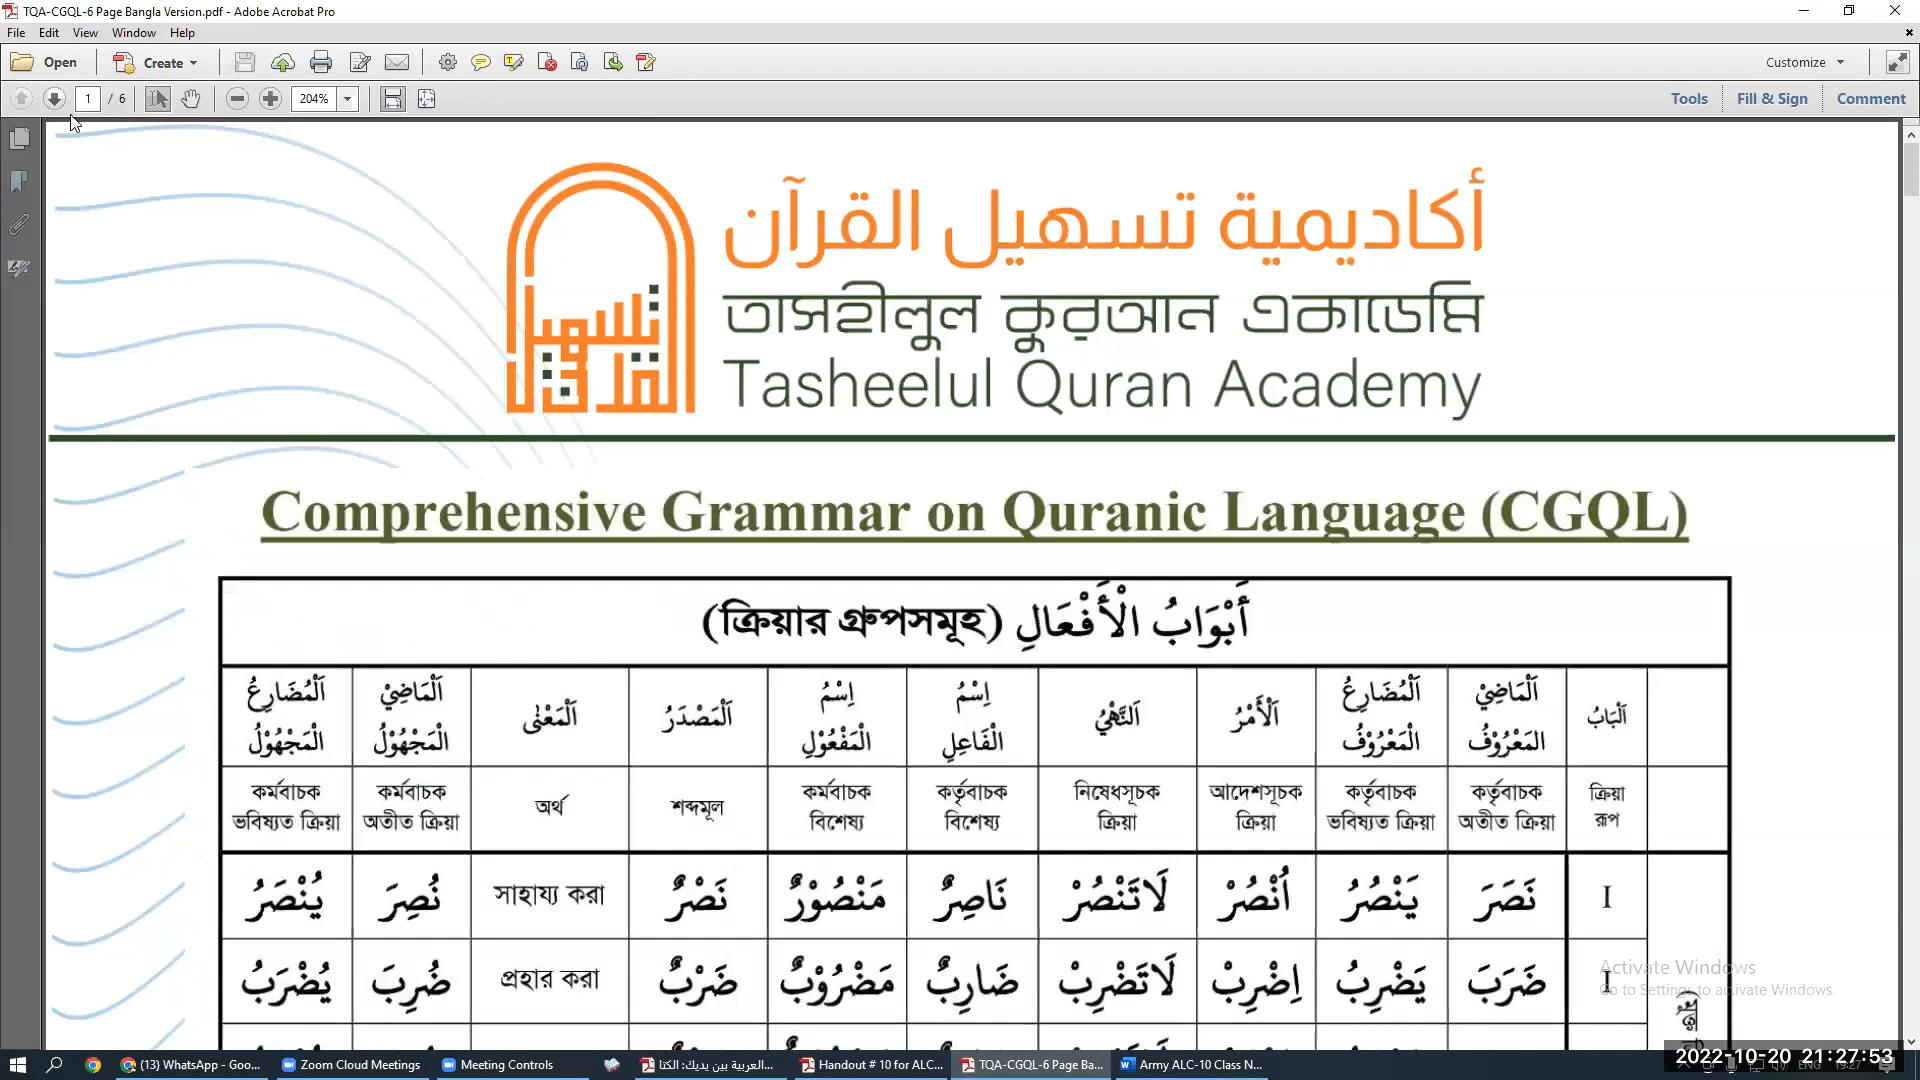 TQA-CGQL-6 Page Bangla Version.pdf - Adobe Acrobat Pro
File Edit View Window Help
Open Create Customize
1 / 6 204% Tools Fill & Sign Comment
أكاديمية تسهيل القرآن
তাসহীলুল কুরআন একাডেমি
Tasheelul Quran Academy
Comprehensive Grammar on Quranic Language (CGQL)
أَبْوَابُ الْأَفْعَالِ (ক্রিয়ার গ্রুপসমূহ)
اَلْبَابُ اَلْمَاضِيْ المَعْرُوْفُ اَلْمُضَارِعُ المَعْرُوْفُ اَلْأَمْرُ اَلنَّهْيُ اِسْمُ الْفَاعِلِ اِسْمُ الْمَفْعُوْلِ اَلْمَصْدَرُ اَلْمَعْنٰى اَلْمَاضِيْ الْمَجْهُوْلُ اَلْمُضَارِعُ الْمَجْهُوْلُ
ক্রিয়া রূপ কর্তৃবাচক অতীত ক্রিয়া কর্তৃবাচক ভবিষ্যত ক্রিয়া আদেশসূচক ক্রিয়া নিষেধসূচক ক্রিয়া কর্তৃবাচক বিশেষ্য কর্মবাচক বিশেষ্য শব্দমূল অর্থ কর্মবাচক অতীত ক্রিয়া কর্মবাচক ভবিষ্যত ক্রিয়া
I نَصَرَ يَنْصُرُ اُنْصُرْ لَاتَنْصُرْ نَاصِرٌ مَنْصُوْرٌ نَصْرٌ সাহায্য করা نُصِرَ يُنْصَرُ
I ضَرَبَ يَضْرِبُ اِضْرِبْ لَاتَضْرِبْ ضَارِبٌ مَضْرُوْبٌ ضَرْبٌ প্রহার করা ضُرِبَ يُضْرَبُ
Activate Windows
Go to Settings to activate Windows.
(13) WhatsApp - Goo... Zoom Cloud Meetings Meeting Controls العربية بين يديك: الكتا... Handout # 10 for ALC... TQA-CGQL-6 Page Ba... Army ALC-10 Class N...
2022-10-20 21:27:53